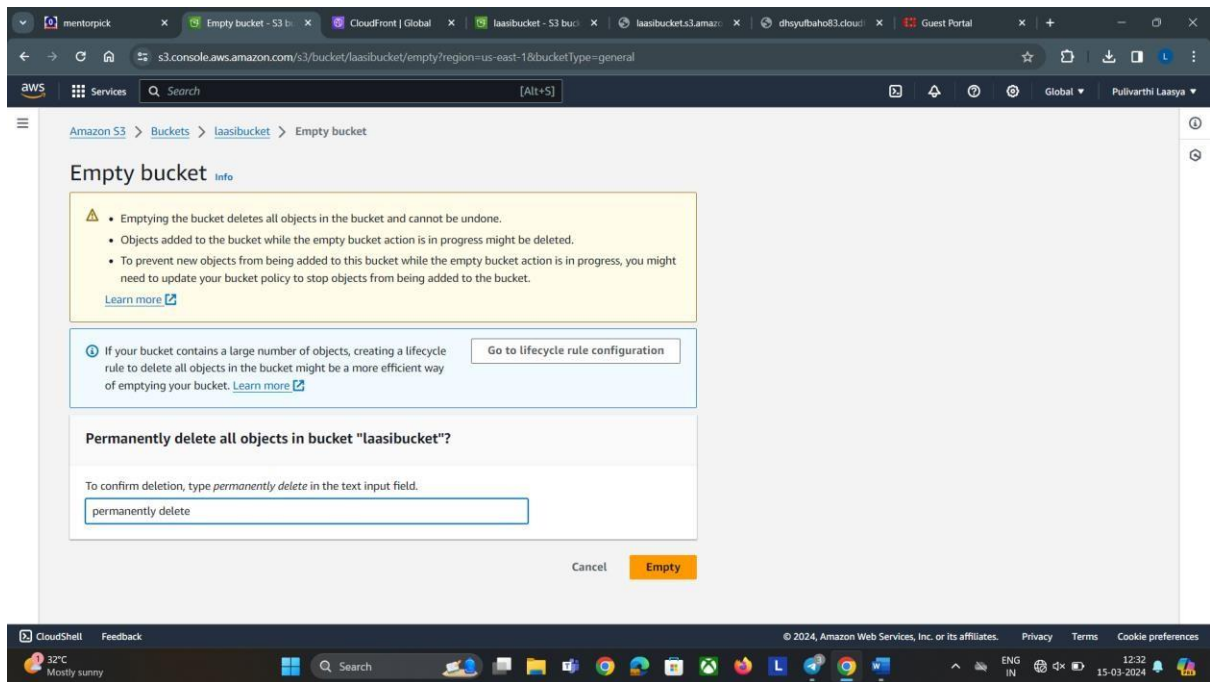 mentorpick
Empty bucket - S3 bu
CloudFront | Global
laasibucket - S3 buc
laasibucket.s3.amazo
dhsyufbaho83.cloud
Guest Portal
s3.console.aws.amazon.com/s3/bucket/laasibucket/empty?region=us-east-1&bucketType=general
L
aws
Services
Search
[Alt+S]
Global
Pulivarthi Laasya
Amazon S3 > Buckets > laasibucket > Empty bucket
Empty bucket Info
• Emptying the bucket deletes all objects in the bucket and cannot be undone.
• Objects added to the bucket while the empty bucket action is in progress might be deleted.
• To prevent new objects from being added to this bucket while the empty bucket action is in progress, you might
need to update your bucket policy to stop objects from being added to the bucket.
Learn more
If your bucket contains a large number of objects, creating a lifecycle
rule to delete all objects in the bucket might be a more efficient way
of emptying your bucket. Learn more
Go to lifecycle rule configuration
Permanently delete all objects in bucket "laasibucket"?
To confirm deletion, type permanently delete in the text input field.
permanently delete
Cancel
Empty
CloudShell Feedback
© 2024, Amazon Web Services, Inc. or its affiliates. Privacy Terms Cookie preferences
1
32°C
Mostly sunny
Search
L
ENG
IN
12:32
15-03-2024